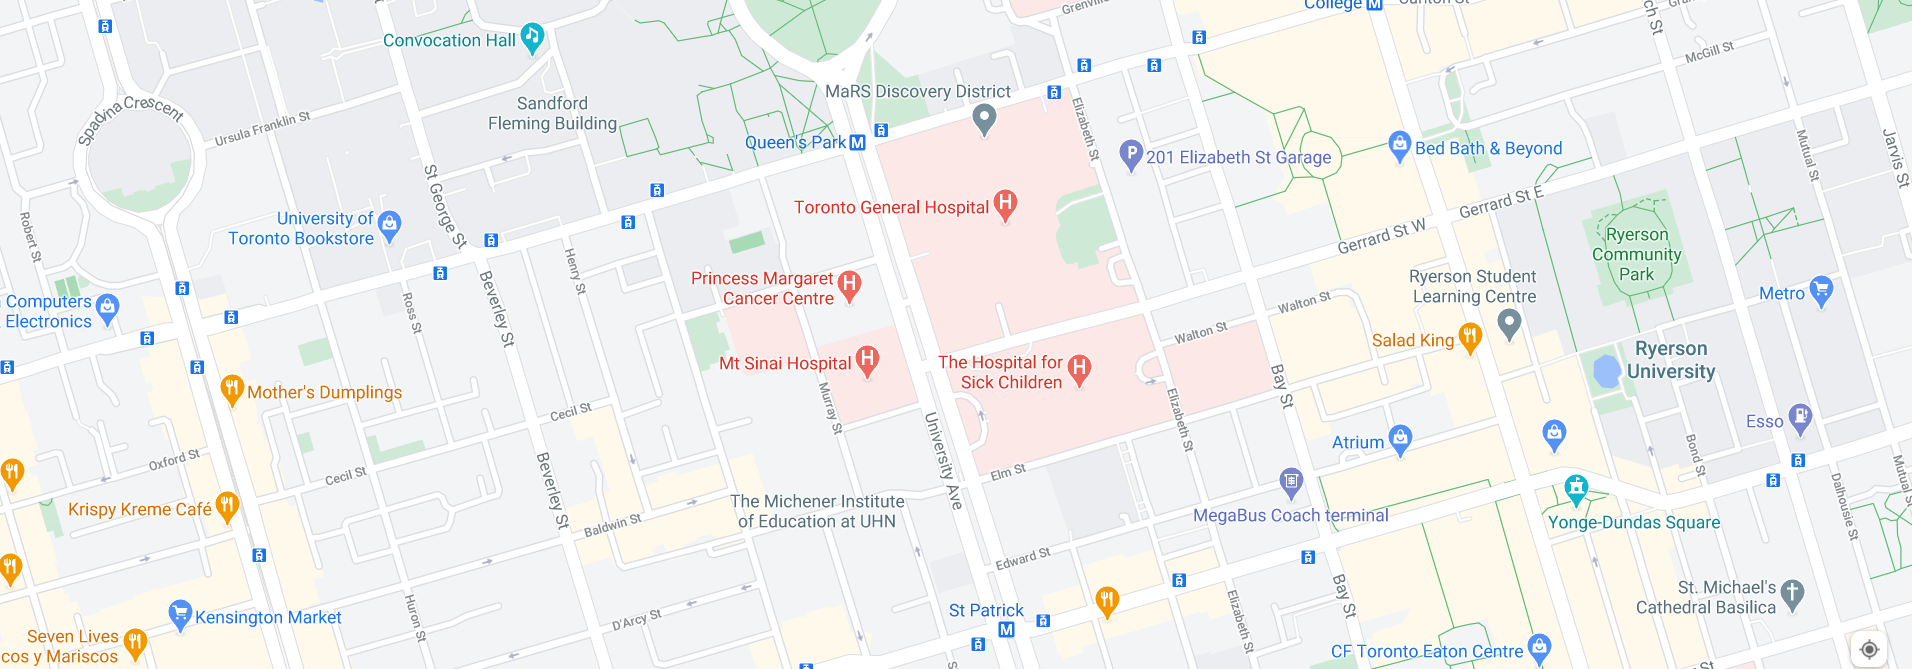 College
Carlton St
Grenville
Convocation Hall
McGill St
MaRS Discovery District
Spadina Crescent
Sandford
Fleming Building
Ursula Franklin St
Queen's Park
M
Elizabeth St
P
201 Elizabeth St Garage
Bed Bath & Beyond
Mutual St
Jarvis St
St George St
Toronto General Hospital
H
Gerrard St E
Gerrard St W
University of
Toronto Bookstore
Robert St
Henry St
Ryerson
Community
Park
Princess Margaret
Cancer Centre
H
Ryerson Student
Learning Centre
Metro
Computers
Electronics
Ross St
Beverley St
Walton St
Walton St
Salad King
Ryerson
University
Mt Sinai Hospital
H
The Hospital for
Sick Children
H
Mother's Dumplings
Murray St
Cecil St
University Ave
Elizabeth St
Bay St
Esso
Atrium
Bond St
Oxford St
Cecil St
Elm St
Beverley St
Krispy Kreme Café
Baldwin St
The Michener Institute
of Education at UHN
MegaBus Coach terminal
Yonge-Dundas Square
Dalhousie St
Mutual St
Edward St
Kensington Market
Huron St
D'Arcy St
St Patrick
M
Elizabeth St
Bay St
St. Michael's
Cathedral Basilica
Seven Lives
cos y Mariscos
CF Toronto Eaton Centre